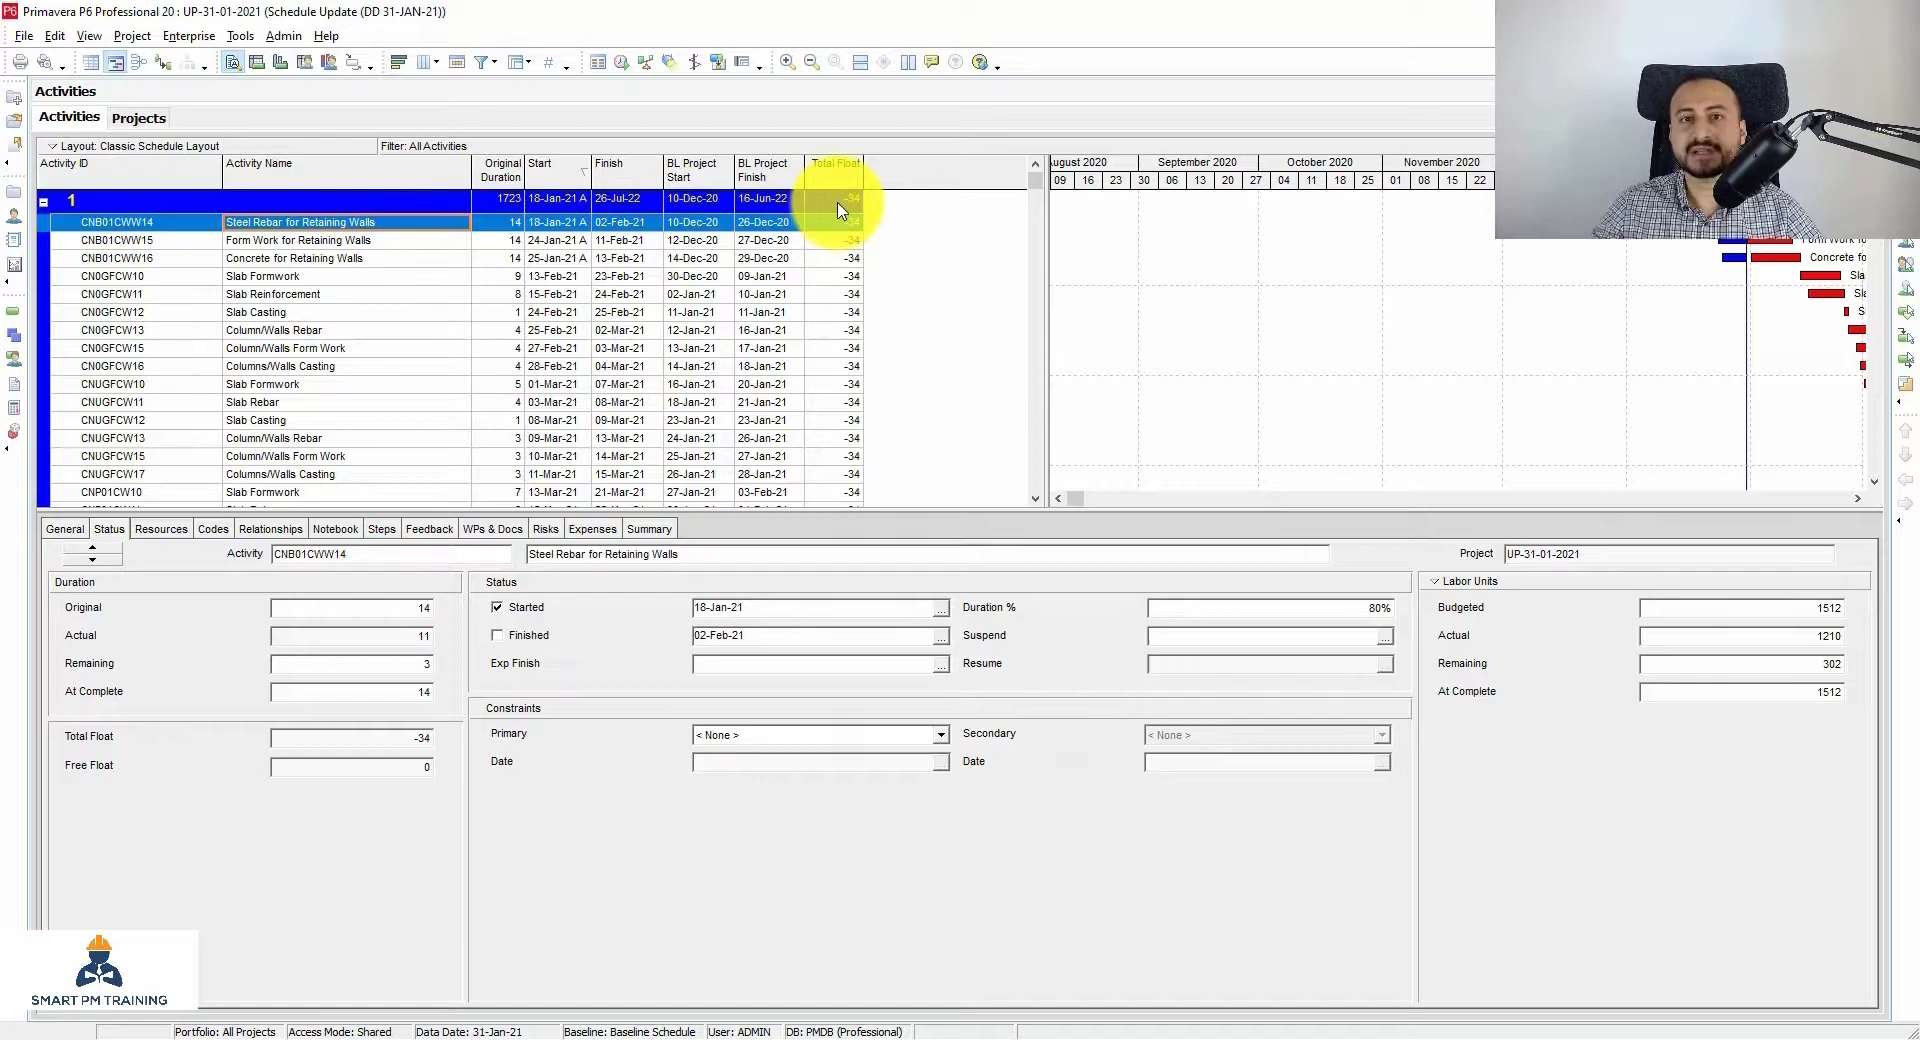 Primavera P6 Professional 20 : UP-31-01-2021 (Schedule Update (DD 31-JAN-21))
File Edit View Project Enterprise Tools Admin Help
Activities
Activities Projects
Layout: Classic Schedule Layout Filter: All Activities
Activity ID Activity Name Original Duration Start Finish BL Project Start BL Project Finish Total Float
ugust 2020 September 2020 October 2020 November 2020
09 16 23 30 06 13 20 27 04 11 18 25 01 08 15 22
1 1723 18-Jan-21 A 26-Jul-22 10-Dec-20 16-Jun-22 -34
CNB01CWW14 Steel Rebar for Retaining Walls 14 18-Jan-21 A 02-Feb-21 10-Dec-20 26-Dec-20
CNB01CWW15 Form Work for Retaining Walls 14 24-Jan-21 A 11-Feb-21 12-Dec-20 27-Dec-20 -34
CNB01CWW16 Concrete for Retaining Walls 14 25-Jan-21 A 13-Feb-21 14-Dec-20 29-Dec-20 -34 Concrete fo
CN0GFCW10 Slab Formwork 9 13-Feb-21 23-Feb-21 30-Dec-20 09-Jan-21 -34 Sla
CN0GFCW11 Slab Reinforcement 8 15-Feb-21 24-Feb-21 02-Jan-21 10-Jan-21 -34 Sla
CN0GFCW12 Slab Casting 1 24-Feb-21 25-Feb-21 11-Jan-21 11-Jan-21 -34 S
CN0GFCW13 Column/Walls Rebar 4 25-Feb-21 02-Mar-21 12-Jan-21 16-Jan-21 -34
CN0GFCW15 Column/Walls Form Work 4 27-Feb-21 03-Mar-21 13-Jan-21 17-Jan-21 -34
CN0GFCW16 Columns/Walls Casting 4 28-Feb-21 04-Mar-21 14-Jan-21 18-Jan-21 -34
CNUGFCW10 Slab Formwork 5 01-Mar-21 07-Mar-21 16-Jan-21 20-Jan-21 -34
CNUGFCW11 Slab Rebar 4 03-Mar-21 08-Mar-21 18-Jan-21 21-Jan-21 -34
CNUGFCW12 Slab Casting 1 08-Mar-21 09-Mar-21 23-Jan-21 23-Jan-21 -34
CNUGFCW13 Column/Walls Rebar 3 09-Mar-21 13-Mar-21 24-Jan-21 26-Jan-21 -34
CNUGFCW15 Column/Walls Form Work 3 10-Mar-21 14-Mar-21 25-Jan-21 27-Jan-21 -34
CNUGFCW17 Columns/Walls Casting 3 11-Mar-21 15-Mar-21 26-Jan-21 28-Jan-21 -34
CNP01CW10 Slab Formwork 7 13-Mar-21 21-Mar-21 27-Jan-21 03-Feb-21 -34
General Status Resources Codes Relationships Notebook Steps Feedback WPs & Docs Risks Expenses Summary
Activity CNB01CWW14 Steel Rebar for Retaining Walls Project UP-31-01-2021
Duration Status Labor Units
Original 14 Started 18-Jan-21 Duration % 80% Budgeted 1512
Actual 11 Finished 02-Feb-21 Suspend Actual 1210
Remaining 3 Exp Finish Resume Remaining 302
At Complete 14 At Complete 1512
Constraints
Total Float -34 Primary < None > Secondary < None >
Free Float 0 Date Date
SMART PM TRAINING
Portfolio: All Projects Access Mode: Shared Data Date: 31-Jan-21 Baseline: Baseline Schedule User: ADMIN DB: PMDB (Professional)